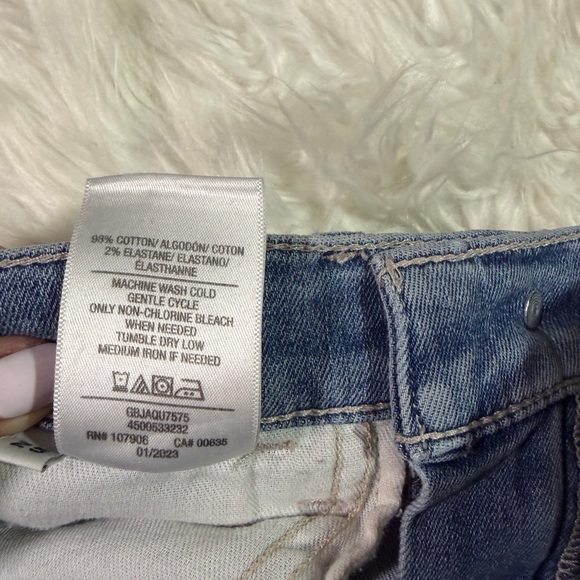 98% COTTON/ ALGODÓN/ COTON
2% ELASTANE/ ELASTANO/
ÉLASTHANNE
MACHINE WASH COLD
GENTLE CYCLE
ONLY NON-CHLORINE BLEACH
WHEN NEEDED
TUMBLE DRY LOW
MEDIUM IRON IF NEEDED
GBJAQU7575
4500533232
RN# 107906 CA# 00635
01/2023